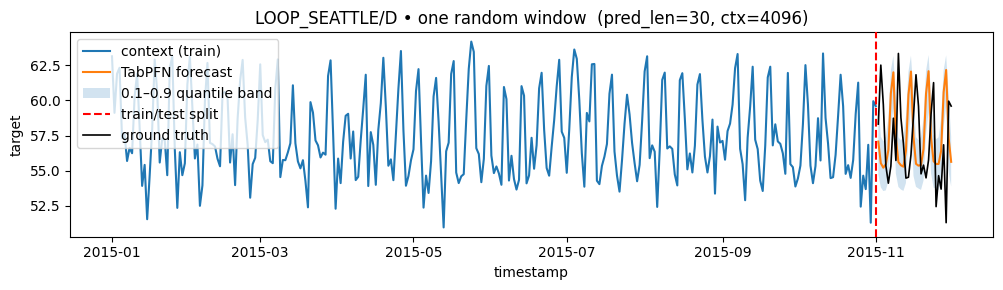 LOOP_SEATTLE/D • one random window  (pred_len=30, ctx=4096)
context (train)
TabPFN forecast
0.1–0.9 quantile band
train/test split
ground truth
target
62.5
60.0
57.5
55.0
52.5
2015-01
2015-03
2015-05
2015-07
2015-09
2015-11
timestamp